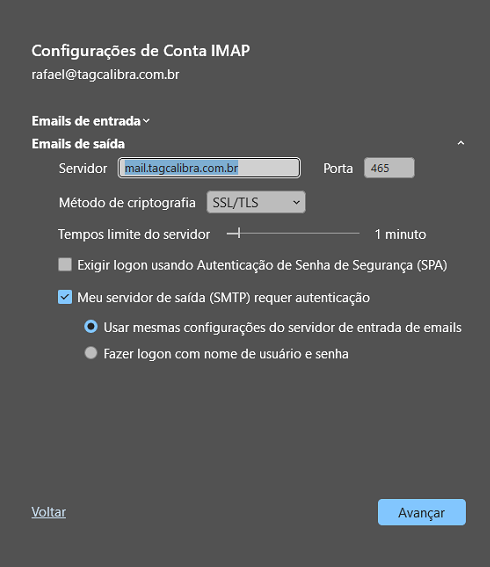 Configurações de Conta IMAP
rafael@tagcalibra.com.br
Emails de entrada
Emails de saída
Servidor mail.tagcalibra.com.br Porta 465
Método de criptografia SSL/TLS
Tempos limite do servidor 1 minuto
Exigir logon usando Autenticação de Senha de Segurança (SPA)
Meu servidor de saída (SMTP) requer autenticação
Usar mesmas configurações do servidor de entrada de emails
Fazer logon com nome de usuário e senha
Voltar Avançar